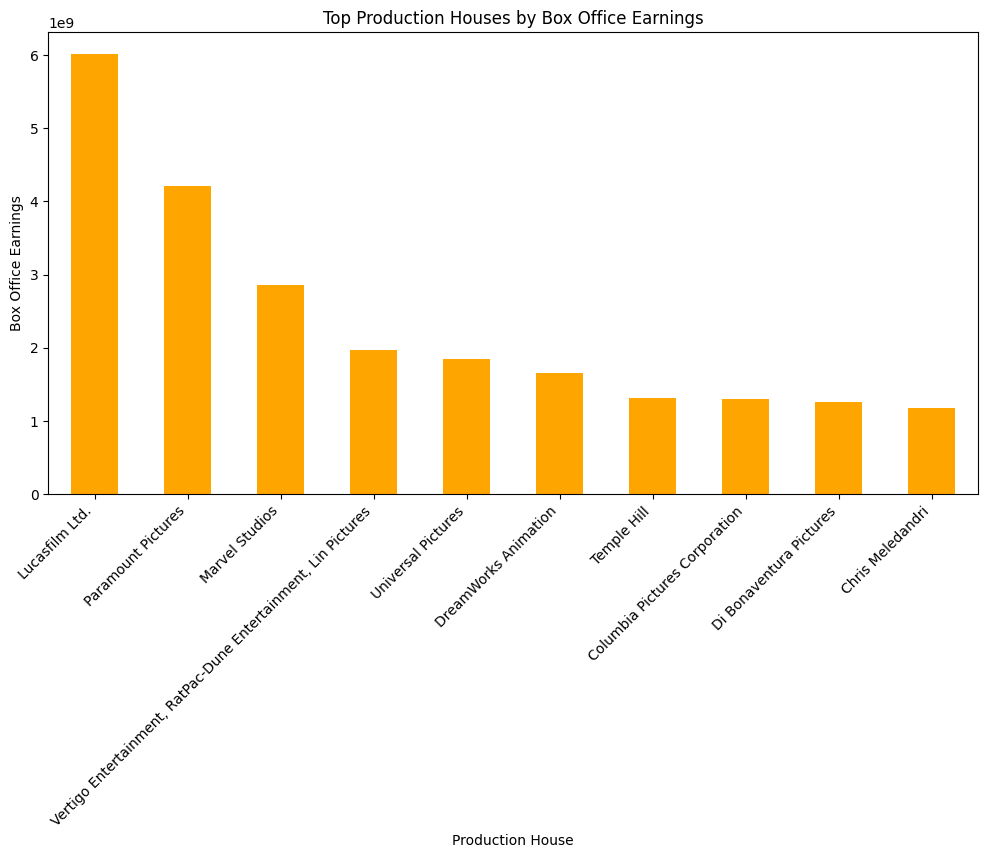 Top Production Houses by Box Office Earnings
1e9
6
5
4
3
2
1
0
Box Office Earnings
Lucasfilm Ltd.
Paramount Pictures
Marvel Studios
Vertigo Entertainment, RatPac-Dune Entertainment, Lin Pictures
Universal Pictures
DreamWorks Animation
Temple Hill
Columbia Pictures Corporation
Di Bonaventura Pictures
Chris Meledandri
Production House